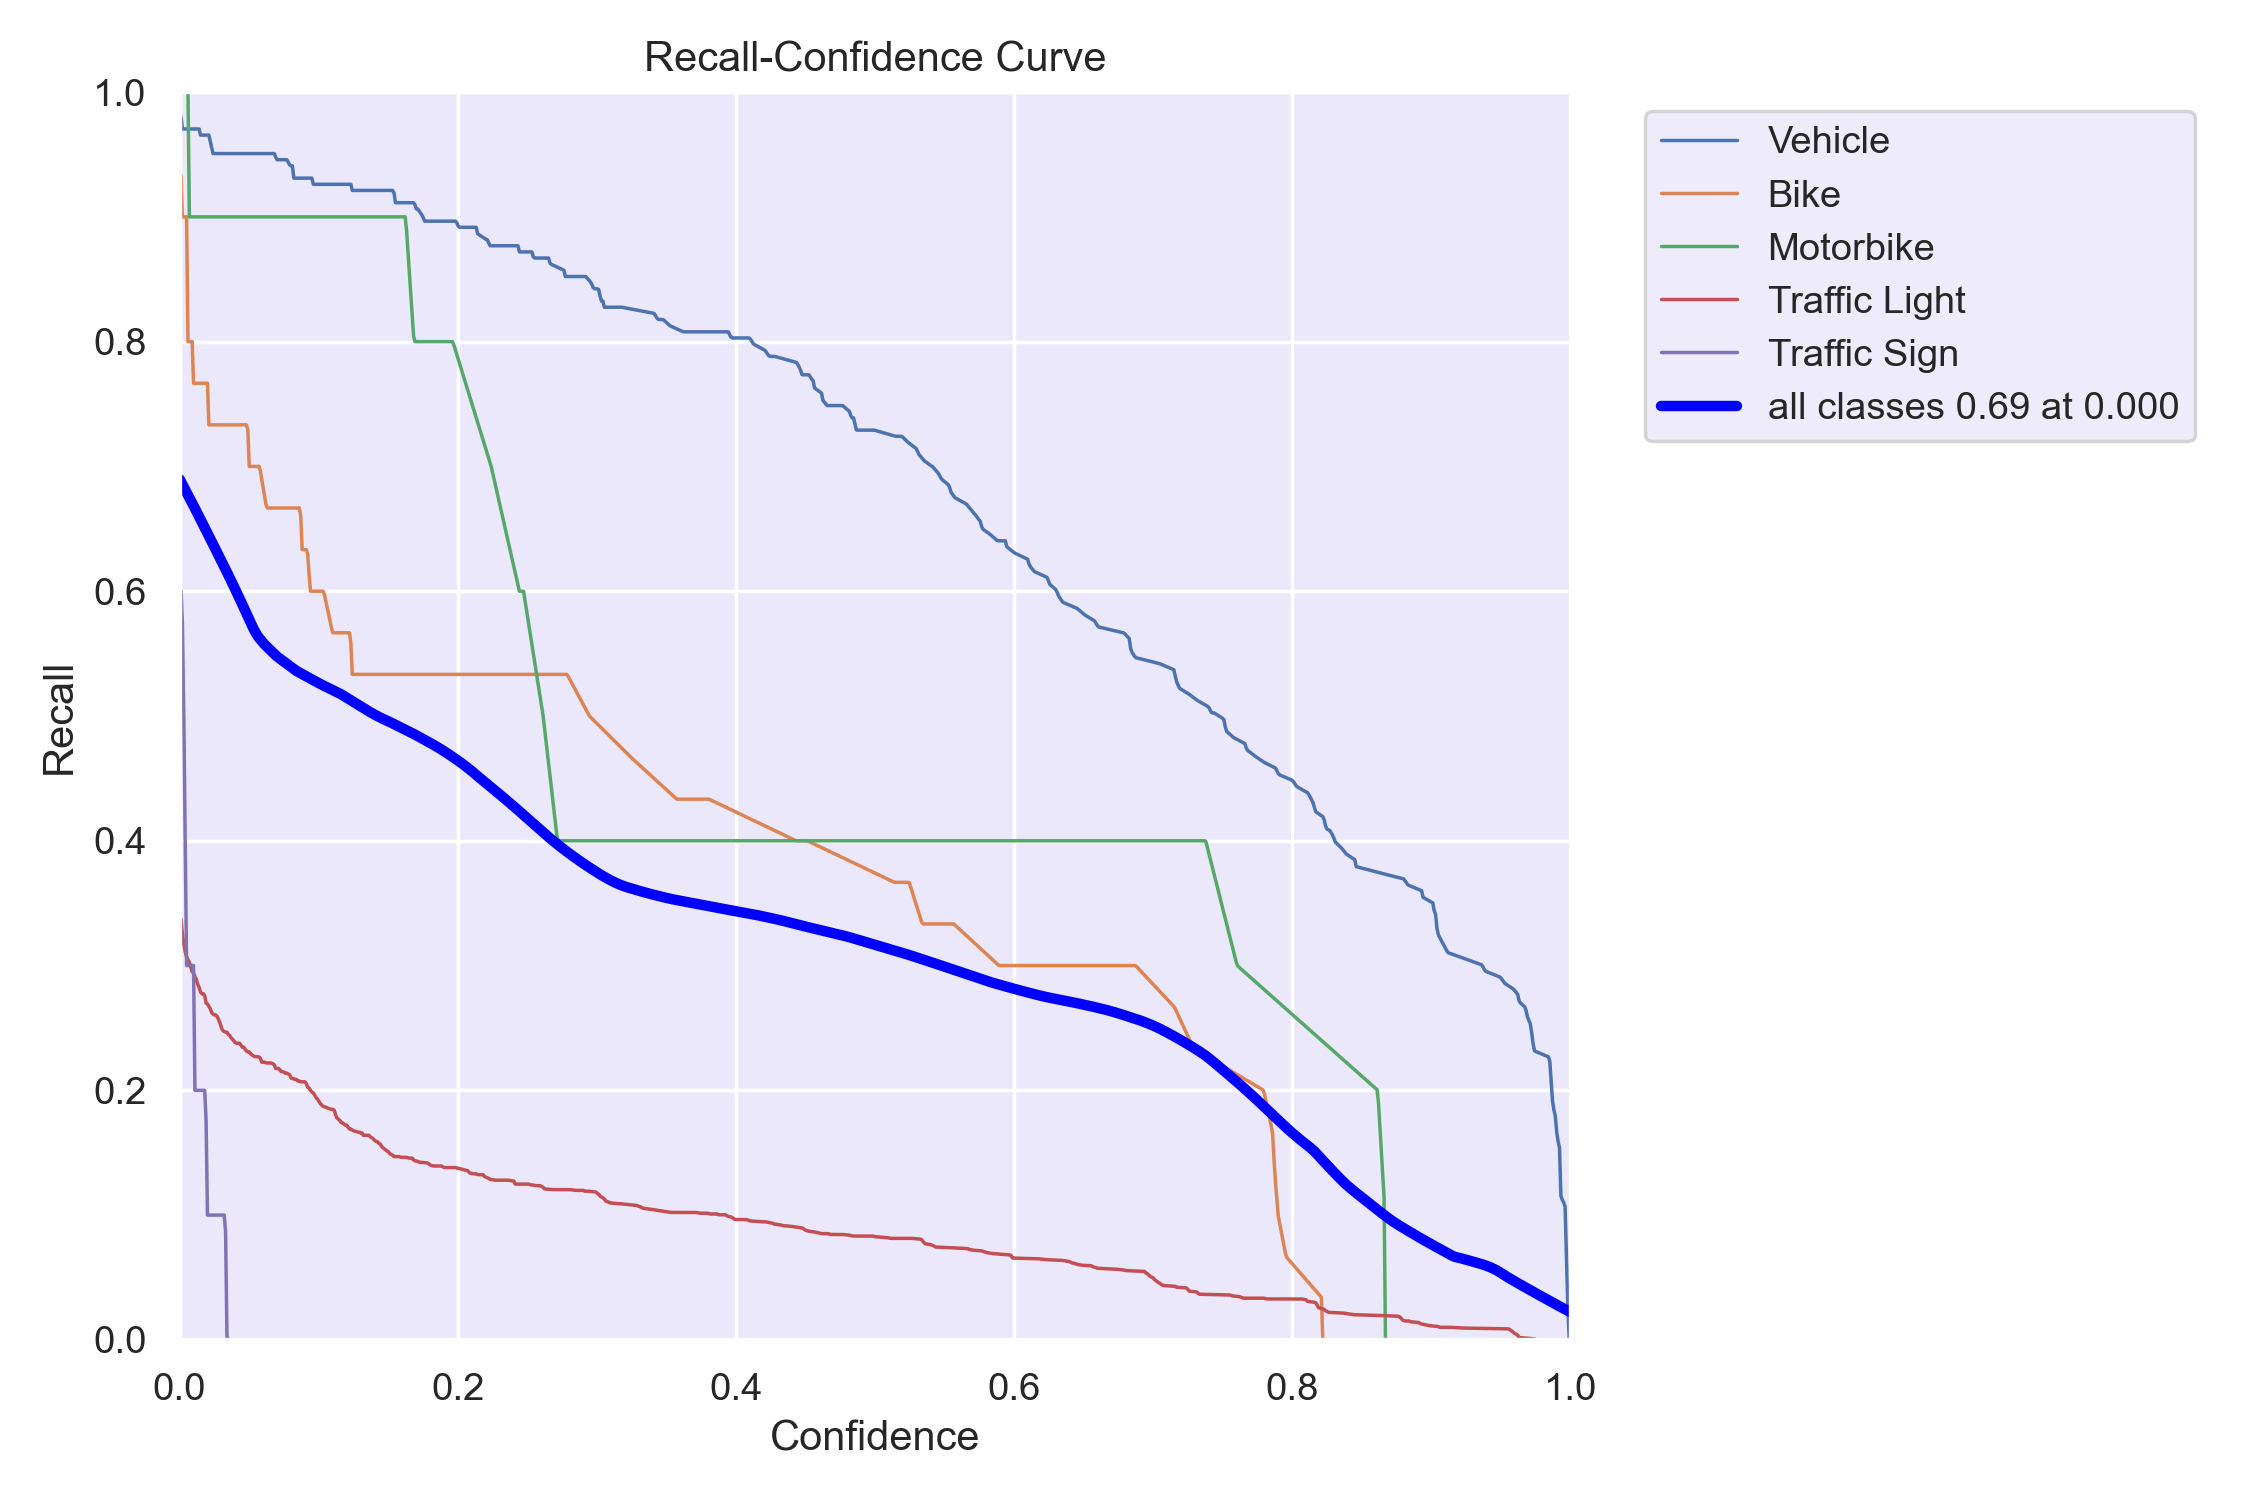 Recall-Confidence Curve
1.0
0.8
0.6
0.4
0.2
0.0
Recall
0.0 0.2 0.4 0.6 0.8 1.0
Confidence
Vehicle
Bike
Motorbike
Traffic Light
Traffic Sign
all classes 0.69 at 0.000